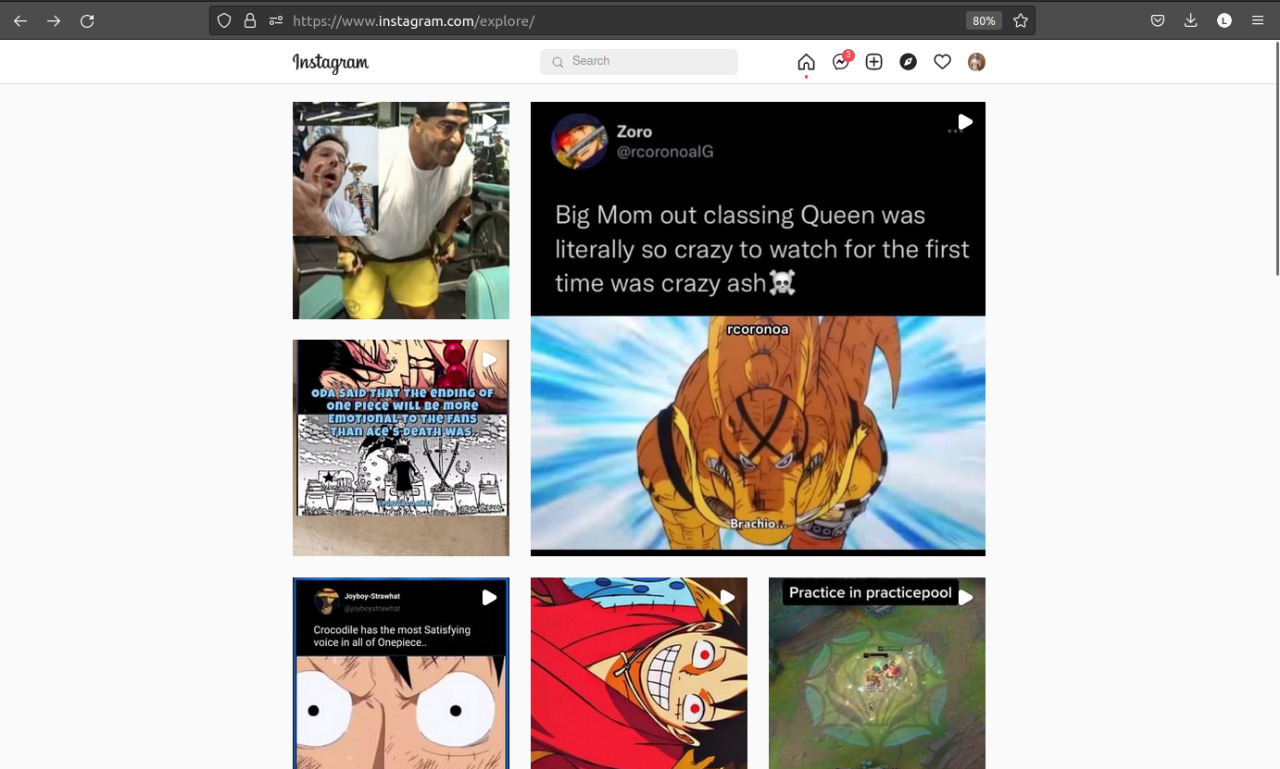 https://www.instagram.com/explore/
80%
L
Instagram
Search
3
Zoro
@rcoronoaIG
Big Mom out classing Queen was
literally so crazy to watch for the first
time was crazy ash☠️
rcoronoa
Brachio...
ODA SAID THAT THE ENDING OF
ONE PIECE WILL BE MORE
EMOTIONAL TO THE FANS
THAN ACE'S DEATH WAS.
Joyboy-Strawhat
@joyboystrawhat
Crocodile has the most Satisfying
voice in all of Onepiece..
Practice in practicepool